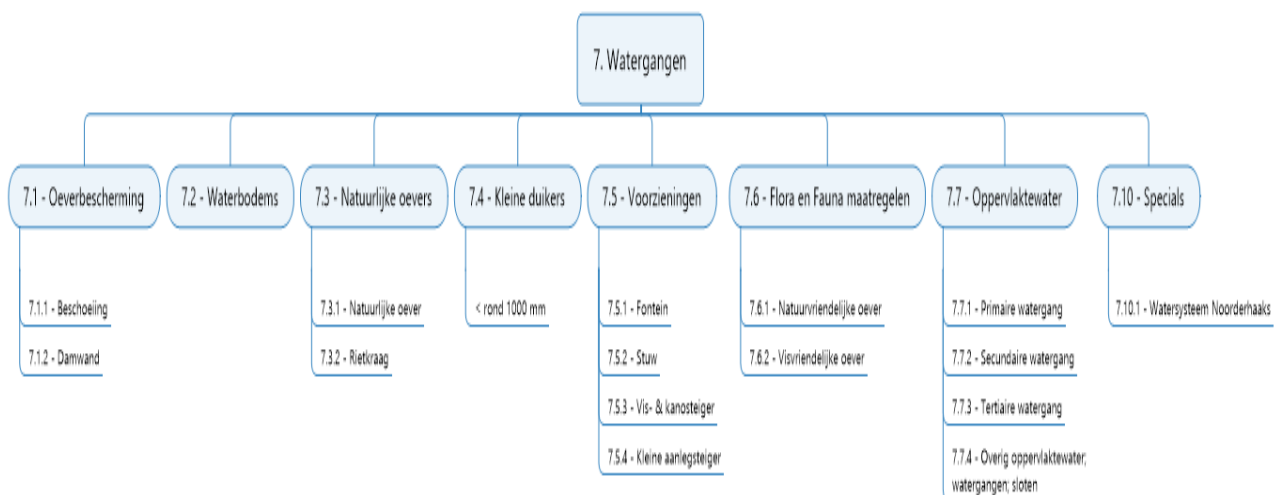 7. Watergangen
7.1 - Oeverbescherming
7.2 - Waterbodems
7.3 - Natuurlijke oevers
7.4 - Kleine duikers
7.5 - Voorzieningen
7.6 - Flora en Fauna maatregelen
7.7 - Oppervlaktewater
7.10 - Specials
7.1.1 - Beschoeiing
7.1.2 - Damwand
7.3.1 - Natuurlijke oever
7.3.2 - Rietkraag
< rond 1000 mm
7.5.1 - Fontein
7.5.2 - Stuw
7.5.3 - Vis- & kanosteiger
7.5.4 - Kleine aanlegsteiger
7.6.1 - Natuurvriendelijke oever
7.6.2 - Visvriendelijke oever
7.7.1 - Primaire watergang
7.7.2 - Secundaire watergang
7.7.3 - Tertiaire watergang
7.7.4 - Overig oppervlaktewater;
watergangen; sloten
7.10.1 - Watersysteem Noorderhaaks